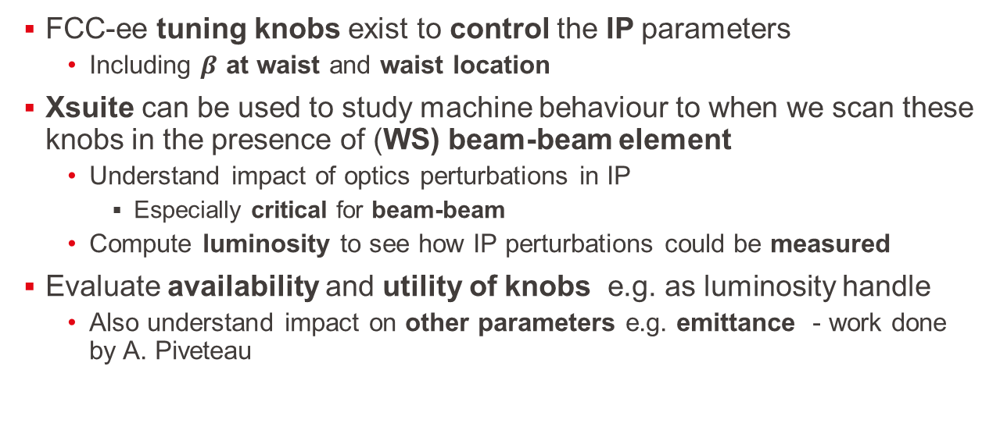 ▪ FCC-ee tuning knobs exist to control the IP parameters
• Including β at waist and waist location
▪ Xsuite can be used to study machine behaviour to when we scan these
knobs in the presence of (WS) beam-beam element
• Understand impact of optics perturbations in IP
▪ Especially critical for beam-beam
• Compute luminosity to see how IP perturbations could be measured
▪ Evaluate availability and utility of knobs e.g. as luminosity handle
• Also understand impact on other parameters e.g. emittance - work done
by A. Piveteau